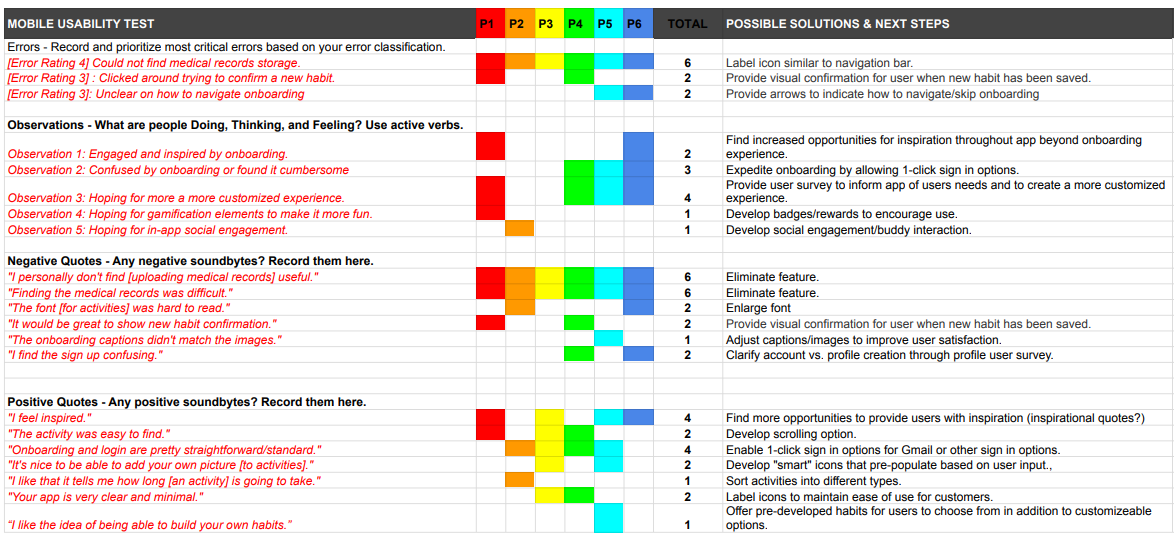 MOBILE USABILITY TEST P1 P2 P3 P4 P5 P6 TOTAL POSSIBLE SOLUTIONS & NEXT STEPS
Errors - Record and prioritize most critical errors based on your error classification.
[Error Rating 4] Could not find medical records storage. 6 Label icon similar to navigation bar.
[Error Rating 3] : Clicked around trying to confirm a new habit. 2 Provide visual confirmation for user when new habit has been saved.
[Error Rating 3]: Unclear on how to navigate onboarding 2 Provide arrows to indicate how to navigate/skip onboarding
Observations - What are people Doing, Thinking, and Feeling? Use active verbs.
Observation 1: Engaged and inspired by onboarding. 2 Find increased opportunities for inspiration throughout app beyond onboarding
experience.
Observation 2: Confused by onboarding or found it cumbersome 3 Expedite onboarding by allowing 1-click sign in options.
Observation 3: Hoping for more a more customized experience. 4 Provide user survey to inform app of users needs and to create a more customized
experience.
Observation 4: Hoping for gamification elements to make it more fun. 1 Develop badges/rewards to encourage use.
Observation 5: Hoping for in-app social engagement. 1 Develop social engagement/buddy interaction.
Negative Quotes - Any negative soundbytes? Record them here.
"I personally don't find [uploading medical records] useful." 6 Eliminate feature.
"Finding the medical records was difficult." 6 Eliminate feature.
"The font [for activities] was hard to read." 2 Enlarge font
"It would be great to show new habit confirmation." 2 Provide visual confirmation for user when new habit has been saved.
"The onboarding captions didn't match the images." 1 Adjust captions/images to improve user satisfaction.
"I find the sign up confusing." 2 Clarify account vs. profile creation through profile user survey.
Positive Quotes - Any positive soundbytes? Record them here.
"I feel inspired." 4 Find more opportunities to provide users with inspiration (inspirational quotes?)
"The activity was easy to find." 2 Develop scrolling option.
"Onboarding and login are pretty straightforward/standard." 4 Enable 1-click sign in options for Gmail or other sign in options.
"It's nice to be able to add your own picture [to activities]." 2 Develop "smart" icons that pre-populate based on user input.,
"I like that it tells me how long [an activity] is going to take." 1 Sort activities into different types.
"Your app is very clear and minimal." 2 Label icons to maintain ease of use for customers.
"I like the idea of being able to build your own habits." 1 Offer pre-developed habits for users to choose from in addition to customizeable
options.